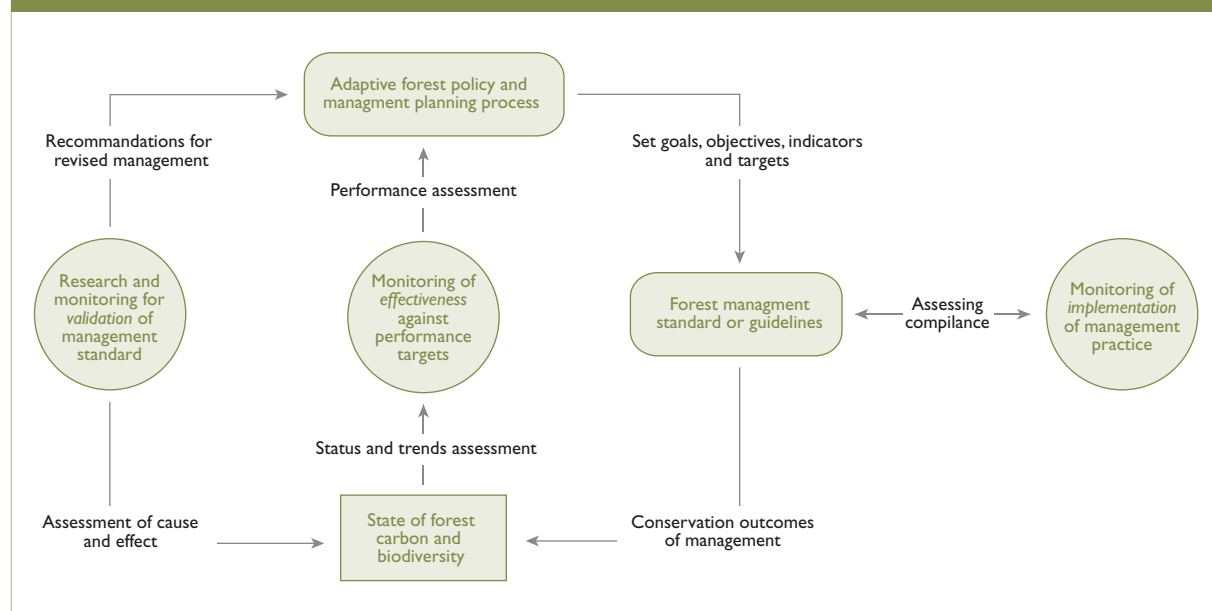 Adaptive forest policy and
managment planning process
Recommandations for
revised management
Set goals, objectives, indicators
and targets
Performance assessment
Research and
monitoring for
validation of
management
standard
Monitoring of
effectiveness
against
performance
targets
Forest managment
standard or guidelines
Assessing
compilance
Monitoring of
implementation
of management
practice
Status and trends assessment
Assessment of cause
and effect
State of forest
carbon and
biodiversity
Conservation outcomes
of management